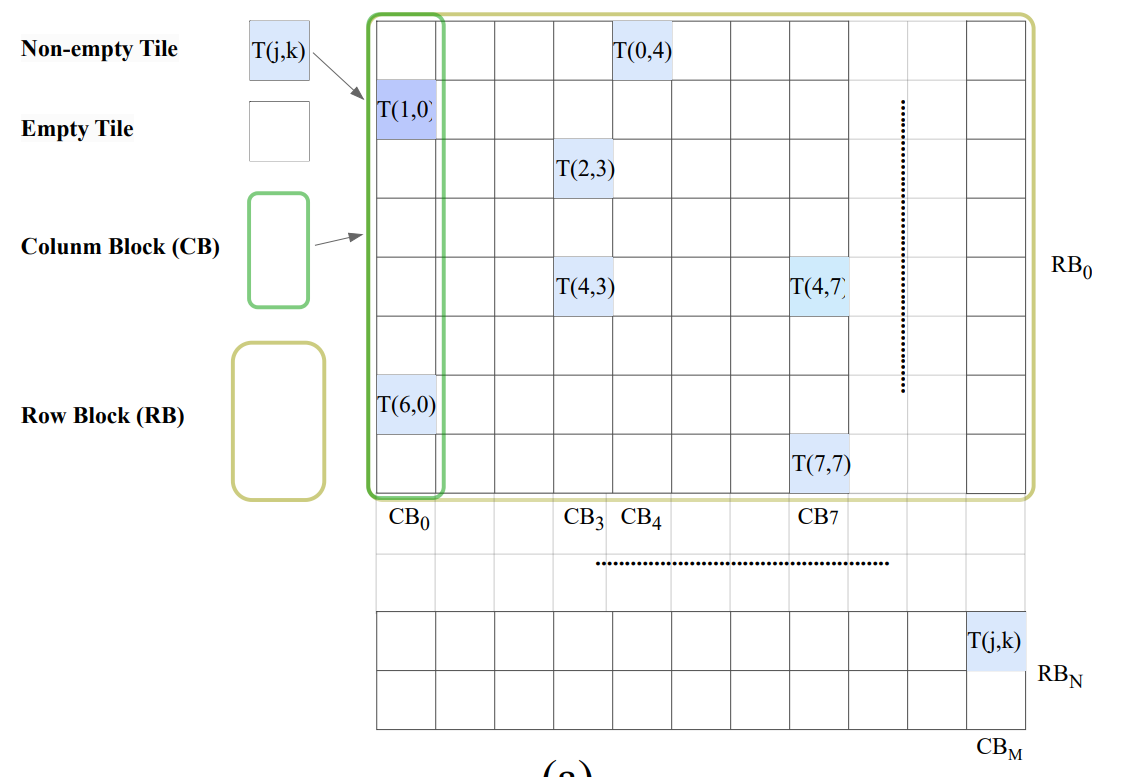 Non-empty Tile
T(j,k)
T(0,4)
T(1,0)
Empty Tile
T(2,3)
Colunm Block (CB)
RB0
T(4,3)
T(4,7)
Row Block (RB)
T(6,0)
T(7,7)
CB0
CB3
CB4
CB7
T(j,k)
RBN
CBM